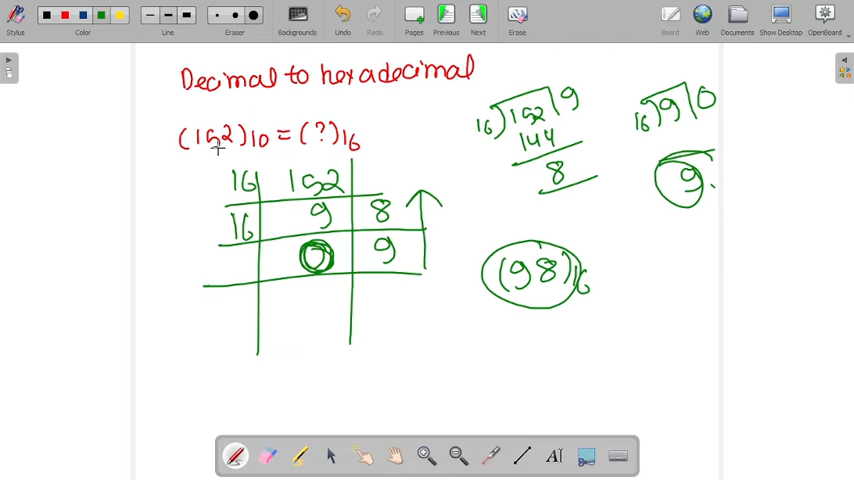 Stylus
Color
Line
Eraser
Backgrounds
Undo
Pages
Previous
Next
Erase
Board
Web
Documents
Show Desktop
OpenBoard
Decimal to hexadecimal
(152)10 = (?)16
16 152
16 9 8
0 9
16) 152 (9
144
8
16) 9 (0
9
(98)16